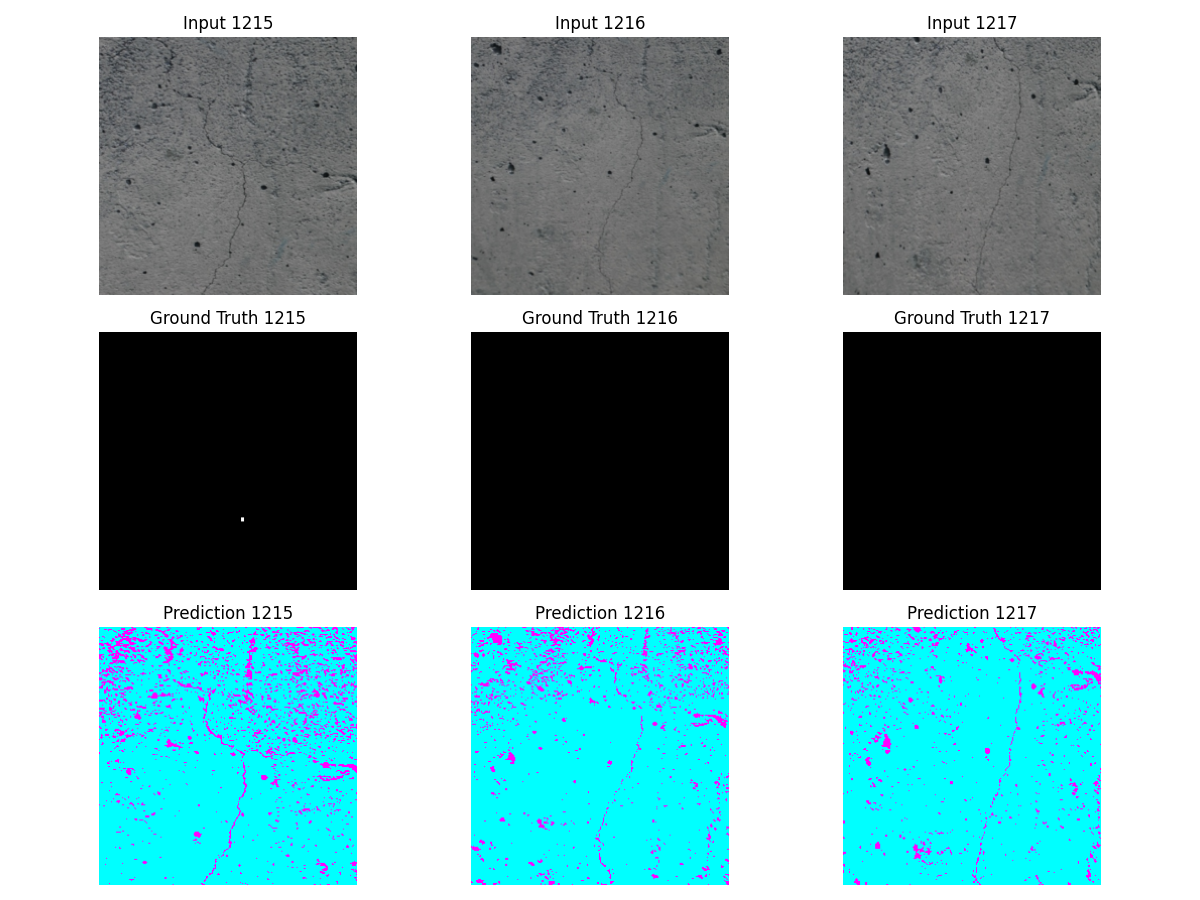 Input 1215
Input 1216
Input 1217
Ground Truth 1215
Ground Truth 1216
Ground Truth 1217
Prediction 1215
Prediction 1216
Prediction 1217